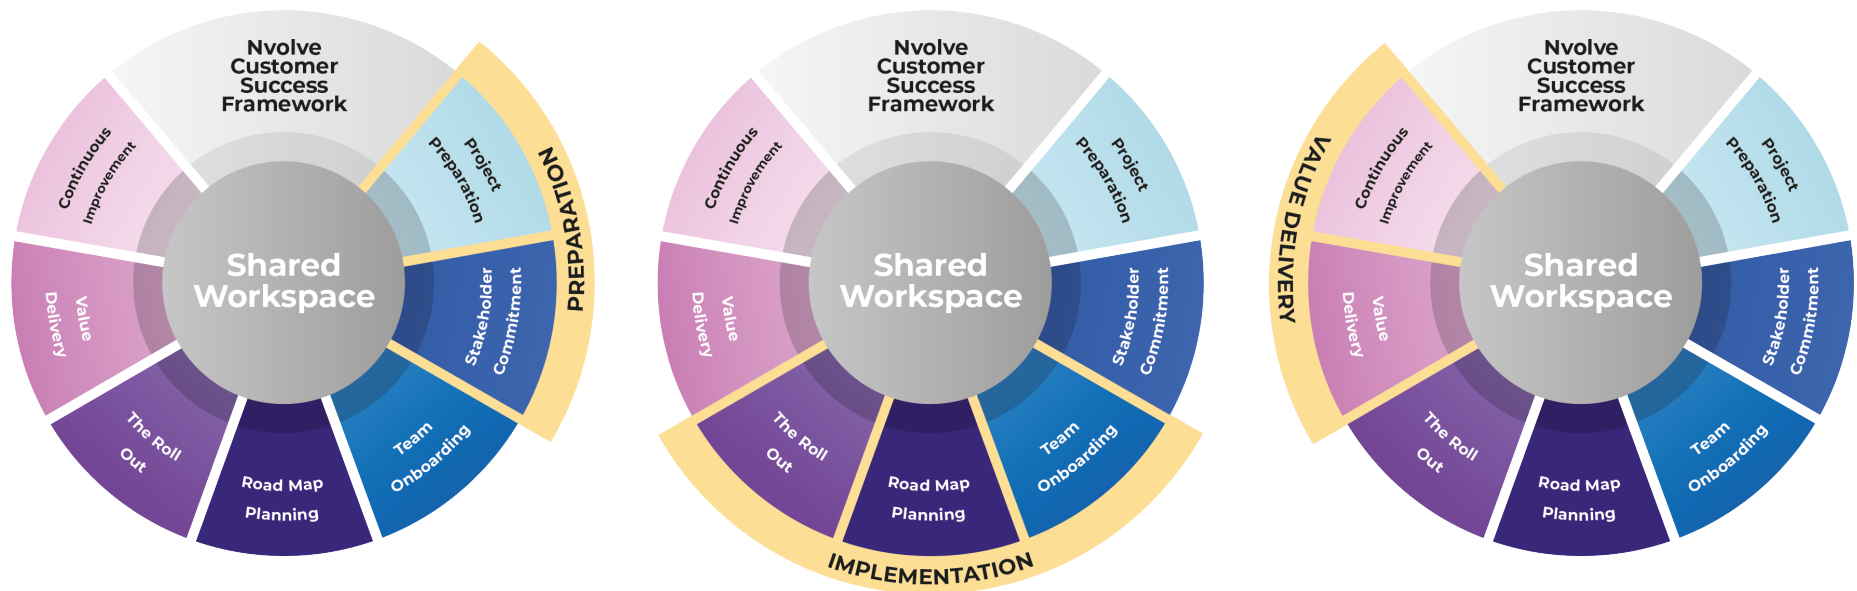 Nvolve
Customer
Success
Framework
Project
Preparation
Stakeholder
Commitment
Team
Onboarding
Road Map
Planning
The Roll
Out
Value
Delivery
Continuous
Improvement
Shared
Workspace
PREPARATION
Nvolve
Customer
Success
Framework
Project
Preparation
Stakeholder
Commitment
Team
Onboarding
Road Map
Planning
The Roll
Out
Value
Delivery
Continuous
Improvement
Shared
Workspace
IMPLEMENTATION
Nvolve
Customer
Success
Framework
Project
Preparation
Stakeholder
Commitment
Team
Onboarding
Road Map
Planning
The Roll
Out
Value
Delivery
Continuous
Improvement
Shared
Workspace
VALUE DELIVERY